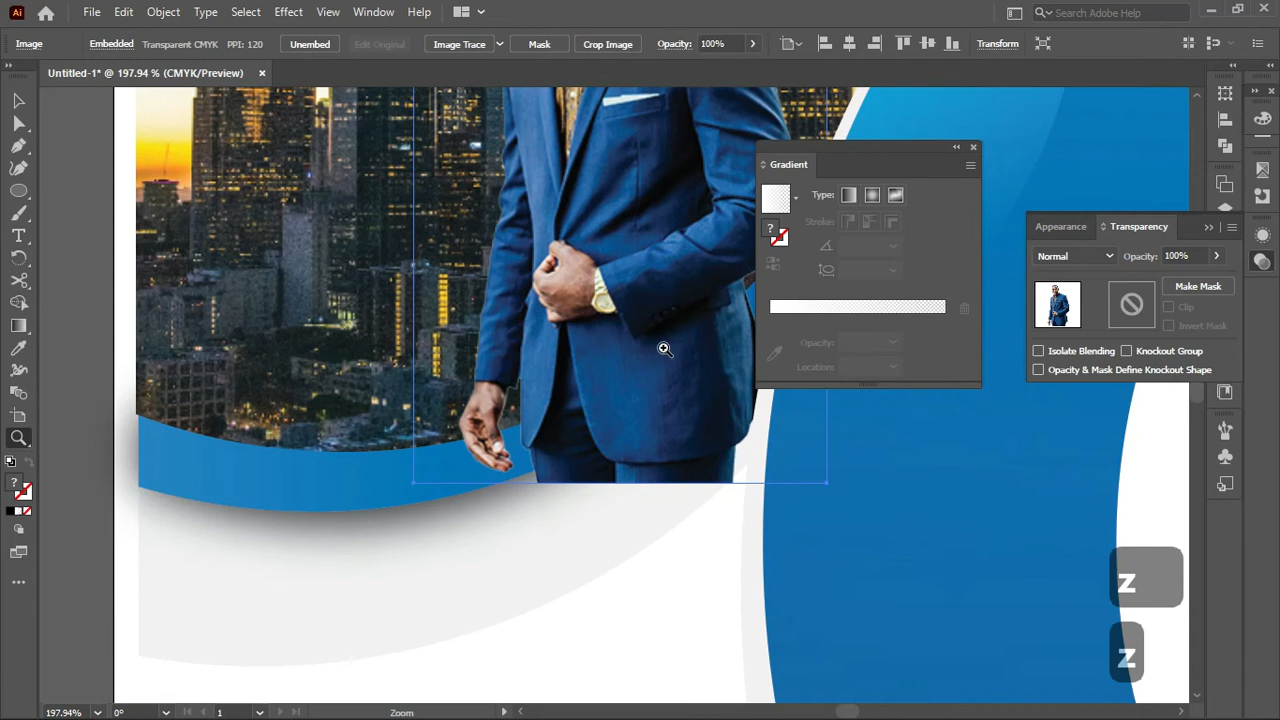 Ai File Edit Object Type Select Effect View Window Help Search Adobe Help
Image Embedded Transparent CMYK PPI: 120 Unembed Edit Original Image Trace Mask Crop Image Opacity: 100% Transform
Untitled-1* @ 197.94 % (CMYK/Preview)
Gradient
Type:
Strokes:
Opacity:
Location:
Appearance Transparency
Normal Opacity: 100%
Make Mask
Clip
Invert Mask
Isolate Blending Knockout Group
Opacity & Mask Define Knockout Shape
z
z
197.94% 0° 1 Zoom